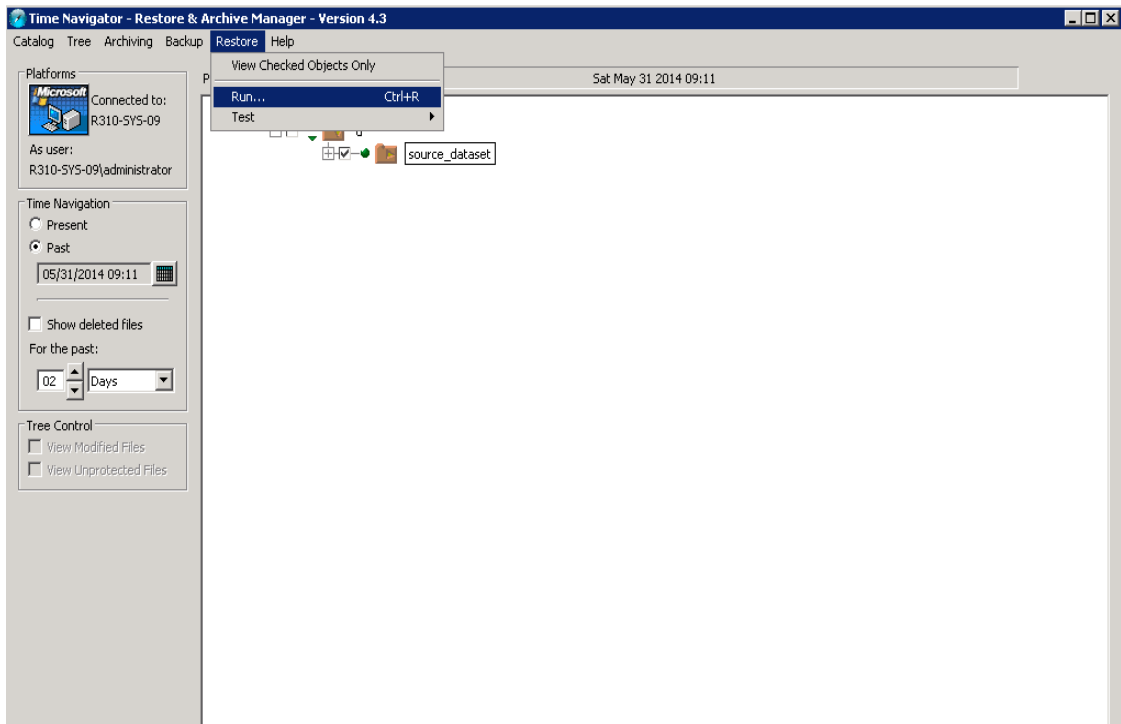 Time Navigator - Restore & Archive Manager - Version 4.3
Catalog Tree Archiving Backup Restore Help
View Checked Objects Only
Run... Ctrl+R
Test
Platforms
Microsoft
Connected to:
R310-SYS-09
As user:
R310-SYS-09\administrator
P
Sat May 31 2014 09:11
source_dataset
Time Navigation
Present
Past
05/31/2014 09:11
Show deleted files
For the past:
02 Days
Tree Control
View Modified Files
View Unprotected Files